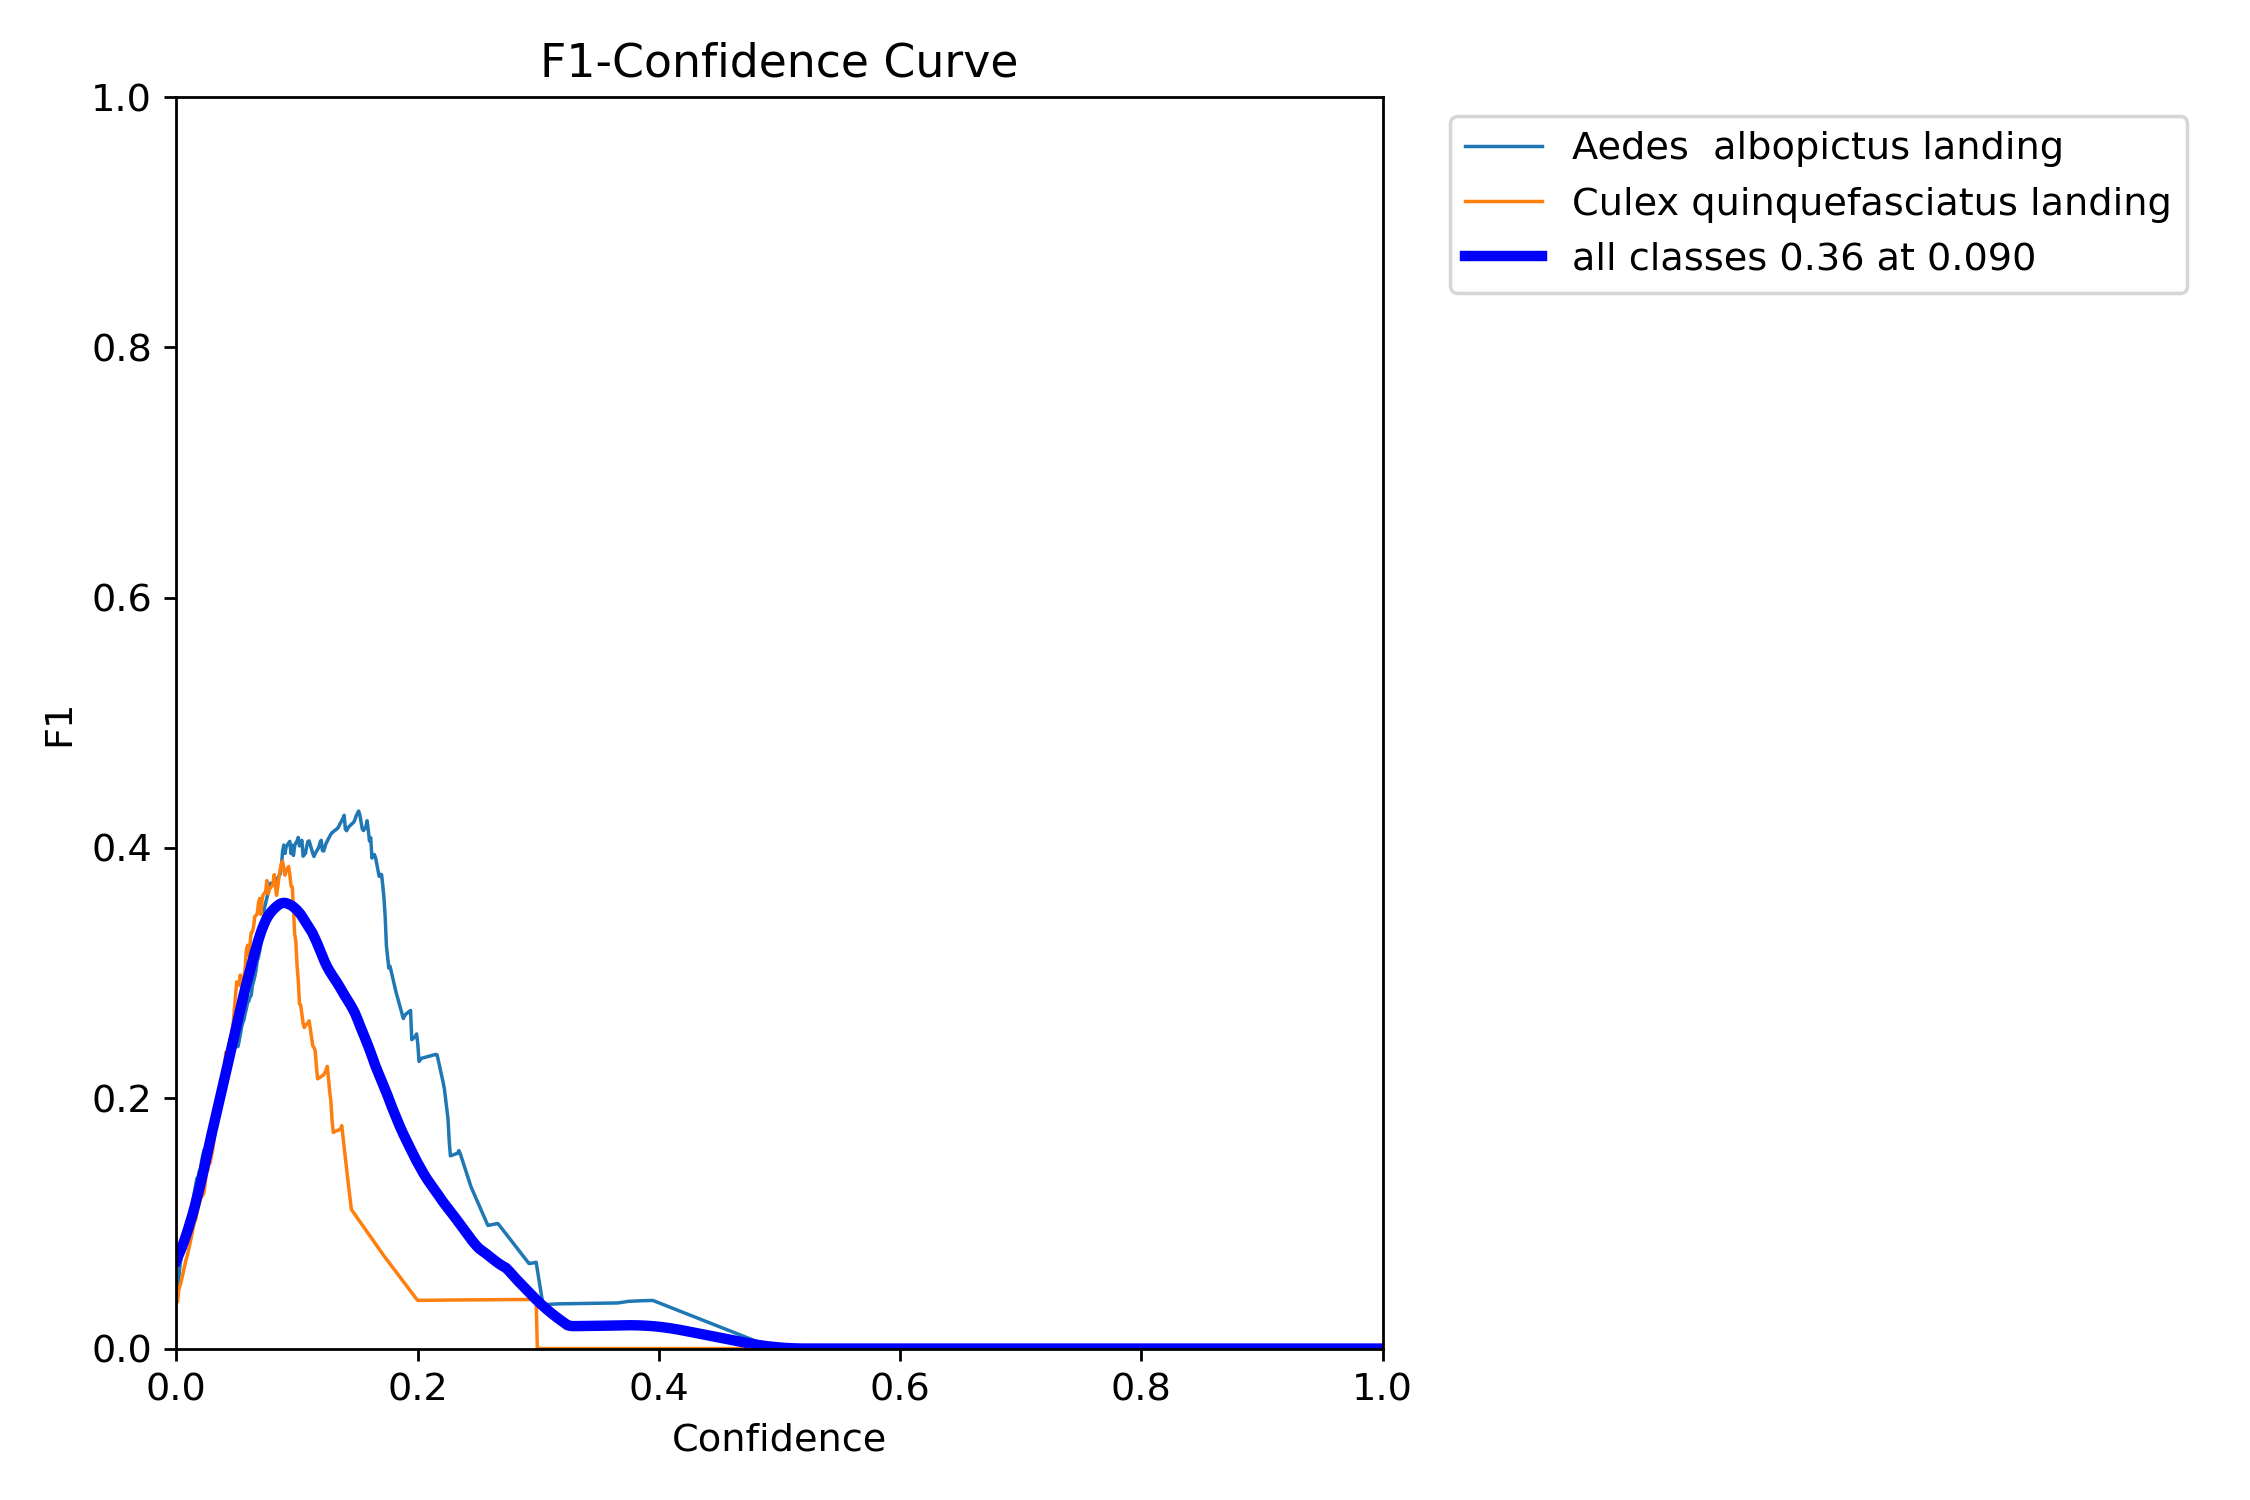 F1-Confidence Curve
1.0
0.8
0.6
0.4
0.2
0.0
F1
0.0 0.2 0.4 0.6 0.8 1.0
Confidence
Aedes  albopictus landing
Culex quinquefasciatus landing
all classes 0.36 at 0.090